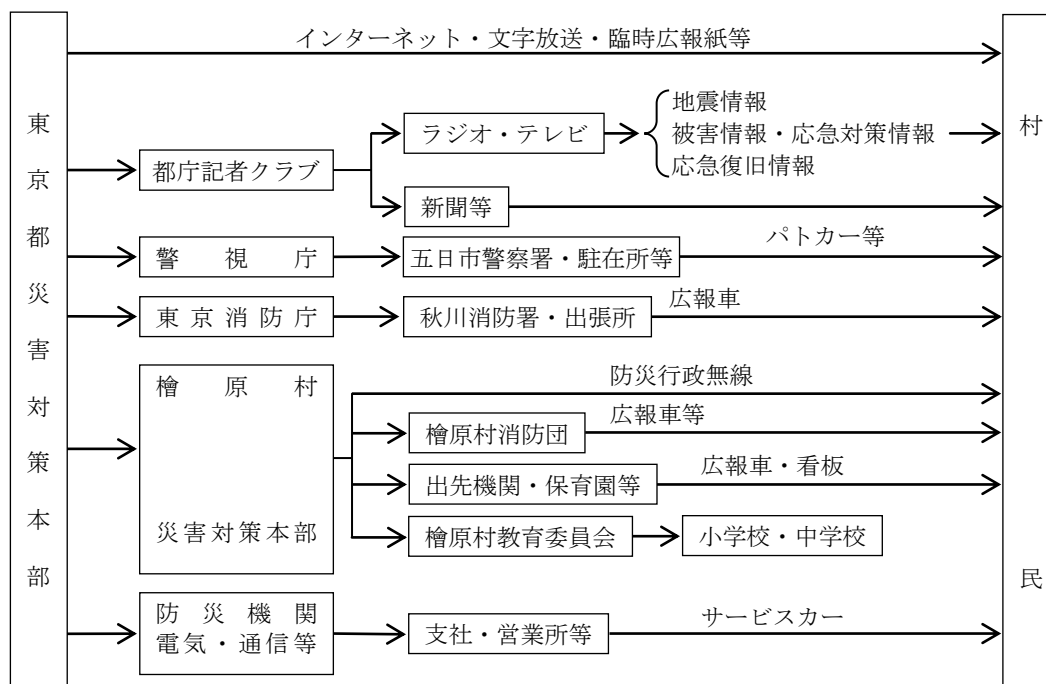 東京都災害対策本部
インターネット・文字放送・臨時広報紙等
村民
都庁記者クラブ
ラジオ・テレビ
地震情報
被害情報・応急対策情報
応急復旧情報
新聞等
警視庁
五日市警察署・駐在所等
パトカー等
東京消防庁
秋川消防署・出張所
広報車
檜原村
災害対策本部
防災行政無線
檜原村消防団
広報車等
出先機関・保育園等
広報車・看板
檜原村教育委員会
小学校・中学校
防災機関
電気・通信等
支社・営業所等
サービスカー